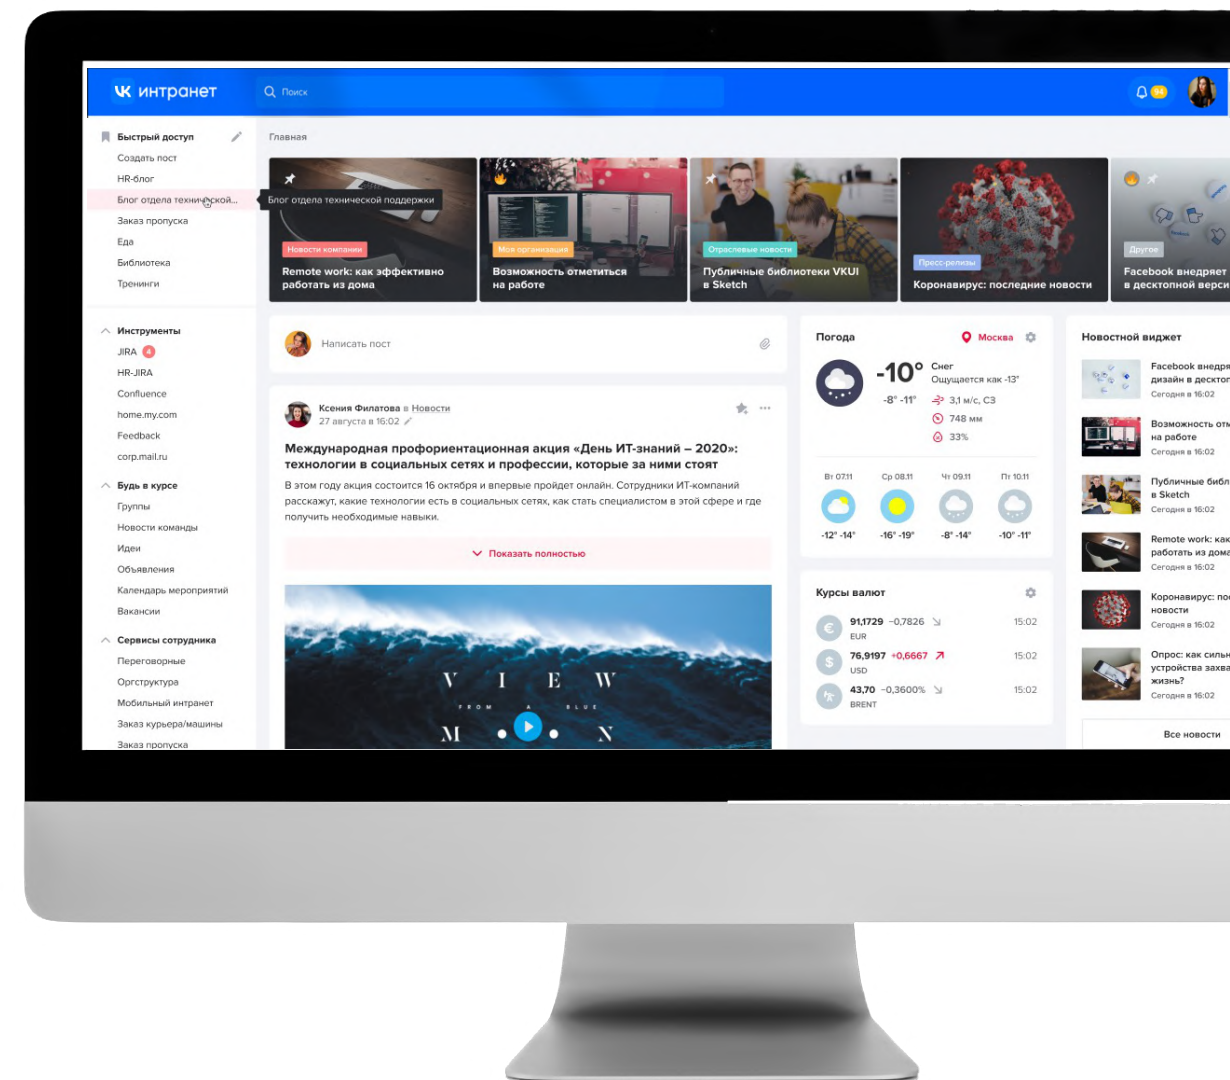 интранет
Поиск
94
Быстрый доступ
Создать пост
HR-блог
Блог отдела технической...
Заказ пропуска
Еда
Библиотека
Тренинги
Инструменты
JIRA 4
HR-JIRA
Confluence
home.my.com
Feedback
corp.mail.ru
Будь в курсе
Группы
Новости команды
Идеи
Объявления
Календарь мероприятий
Вакансии
Сервисы сотрудника
Переговорные
Оргструктура
Мобильный интранет
Заказ курьера/машины
Заказ пропуска
Главная
Блог отдела технической поддержки
Новости компании
Remote work: как эффективно
работать из дома
Моя организация
Возможность отметиться
на работе
Отраслевые новости
Публичные библиотеки VKUI
в Sketch
Пресс-релизы
Коронавирус: последние новости
Другое
Facebook внедряет
в десктопной верси
Написать пост
Ксения Филатова в Новости
27 августа в 16:02
Международная профориентационная акция «День ИТ-знаний – 2020»:
технологии в социальных сетях и профессии, которые за ними стоят
В этом году акция состоится 16 октября и впервые пройдет онлайн. Сотрудники ИТ-компаний
расскажут, какие технологии есть в социальных сетях, как стать специалистом в этой сфере и где
получить необходимые навыки.
Показать полностью
VIEW
FROM A BLUE
M N
Погода
Москва
-10°
Снег
Ощущается как -13°
-8° -11°
3,1 м/с, СЗ
748 мм
33%
Вт 07.11 Ср 08.11 Чт 09.11 Пт 10.11
-12° -14° -16° -19° -8° -14° -10° -11°
Курсы валют
91,1729 −0,7826 15:02
EUR
76,9197 +0,6667 15:02
USD
43,70 −0,3600% 15:02
BRENT
Новостной виджет
Facebook внедря
дизайн в десктоп
Сегодня в 16:02
Возможность отм
на работе
Сегодня в 16:02
Публичные библ
в Sketch
Сегодня в 16:02
Remote work: как
работать из дома
Сегодня в 16:02
Коронавирус: пос
новости
Сегодня в 16:02
Опрос: как сильн
устройства захва
жизнь?
Сегодня в 16:02
Все новости